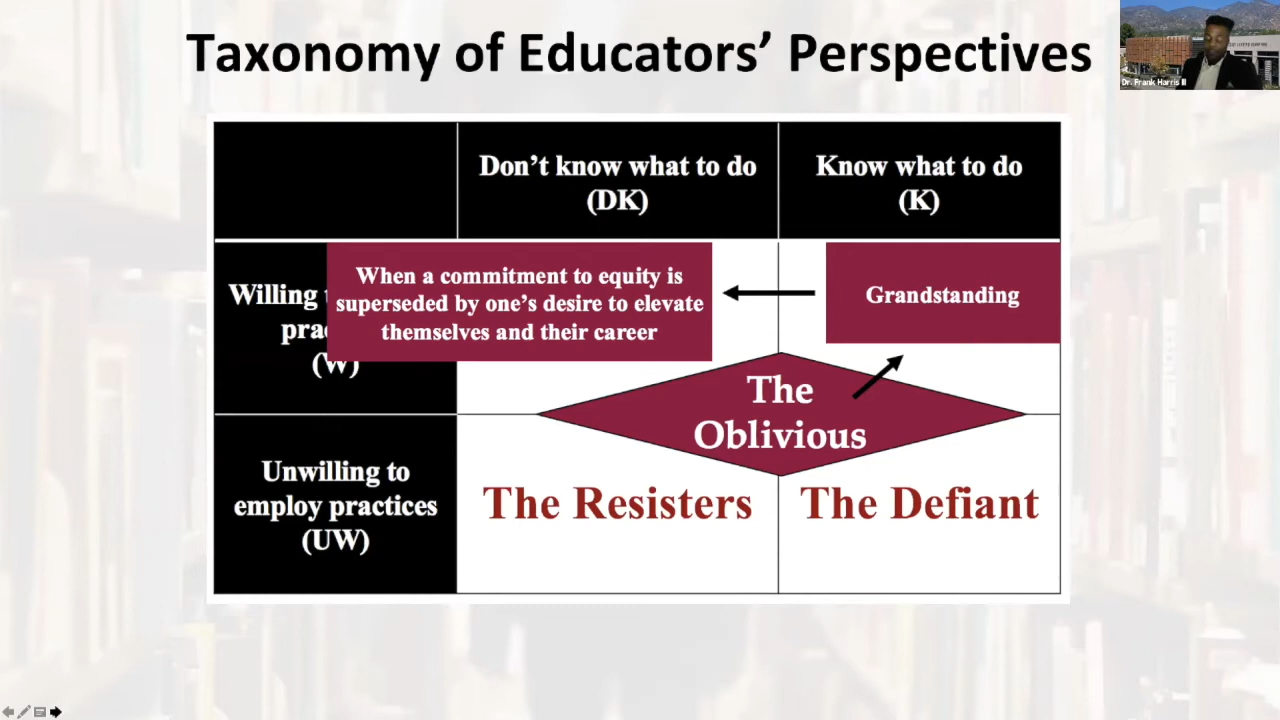 Taxonomy of Educators’ Perspectives
Dr. Frank Harris II
Don’t know what to do
(DK)
Know what to do
(K)
Willing
(W)
When a commitment to equity is
superseded by one’s desire to elevate
themselves and their career
Grandstanding
The
Oblivious
Unwilling to
employ practices
(UW)
The Resisters
The Defiant